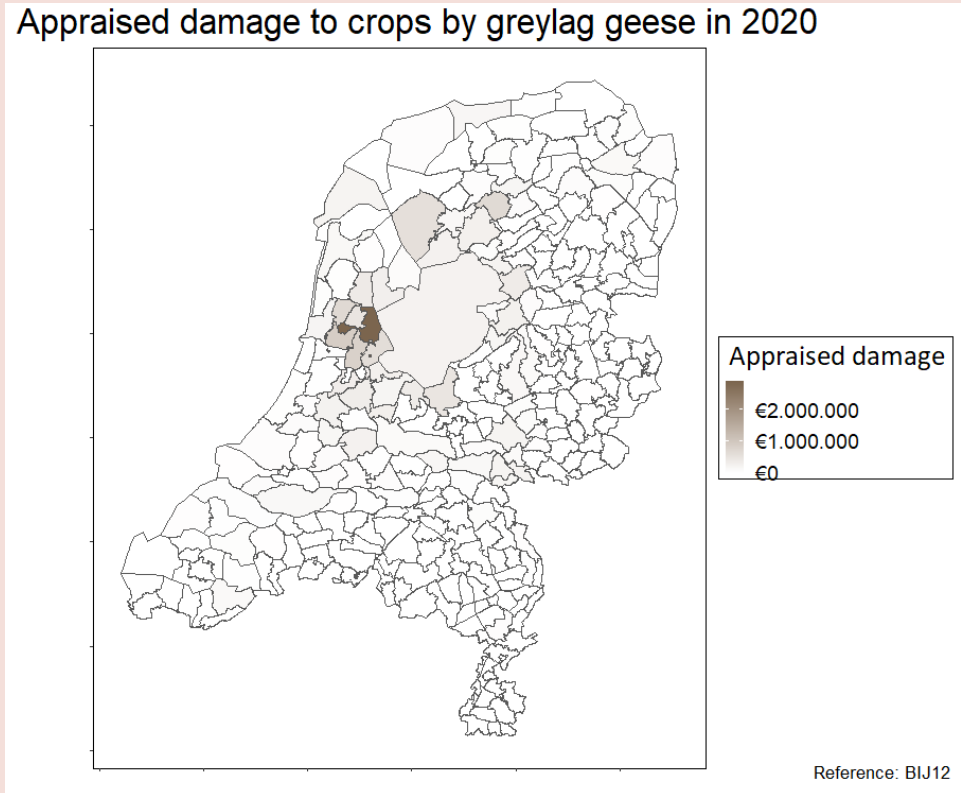 Appraised damage to crops by greylag geese in 2020
Appraised damage
€2.000.000
€1.000.000
€0
Reference: BIJ12